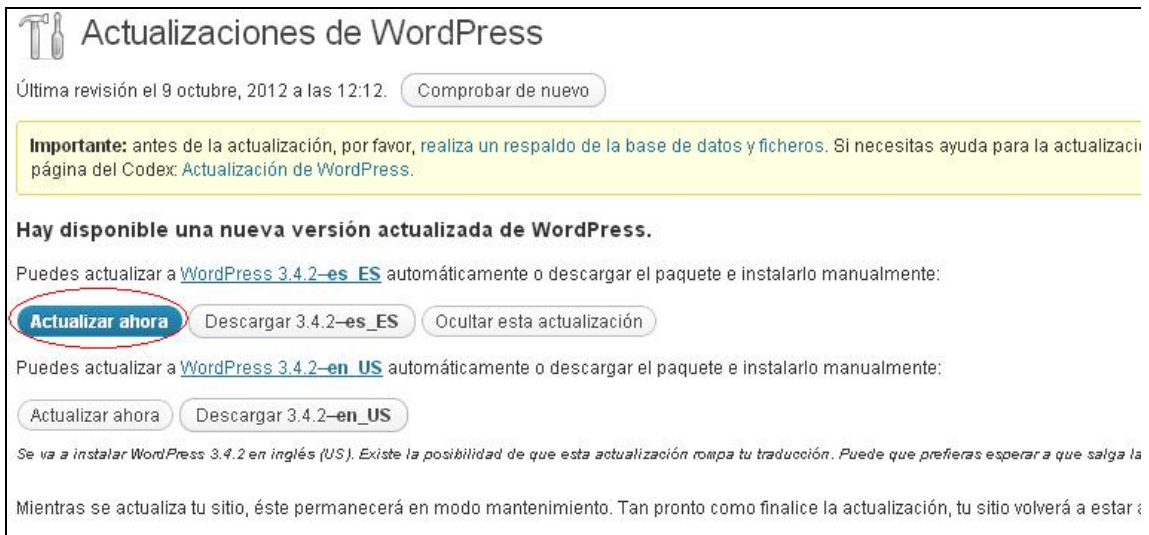 Actualizaciones de WordPress
Última revisión el 9 octubre, 2012 a las 12:12. Comprobar de nuevo
Importante: antes de la actualización, por favor, realiza un respaldo de la base de datos y ficheros. Si necesitas ayuda para la
página del Codex: Actualización de WordPress.
Hay disponible una nueva versión actualizada de WordPress.
Puedes actualizar a WordPress 3.4.2–es_ES automáticamente o descargar el paquete e instalarlo manualmente:
Actualizar ahora Descargar 3.4.2–es_ES Ocultar esta actualización
Puedes actualizar a WordPress 3.4.2–en_US automáticamente o descargar el paquete e instalarlo manualmente:
Actualizar ahora Descargar 3.4.2–en_US
Se va a instalar WordPress 3.4.2 en inglés (US). Existe la posibilidad de que esta actualización rompa tu traducción. Puede que prefieras esperar a que salga la
Mientras se actualiza tu sitio, éste permanecerá en modo mantenimiento. Tan pronto como finalice la actualización, tu sitio volverá a estar